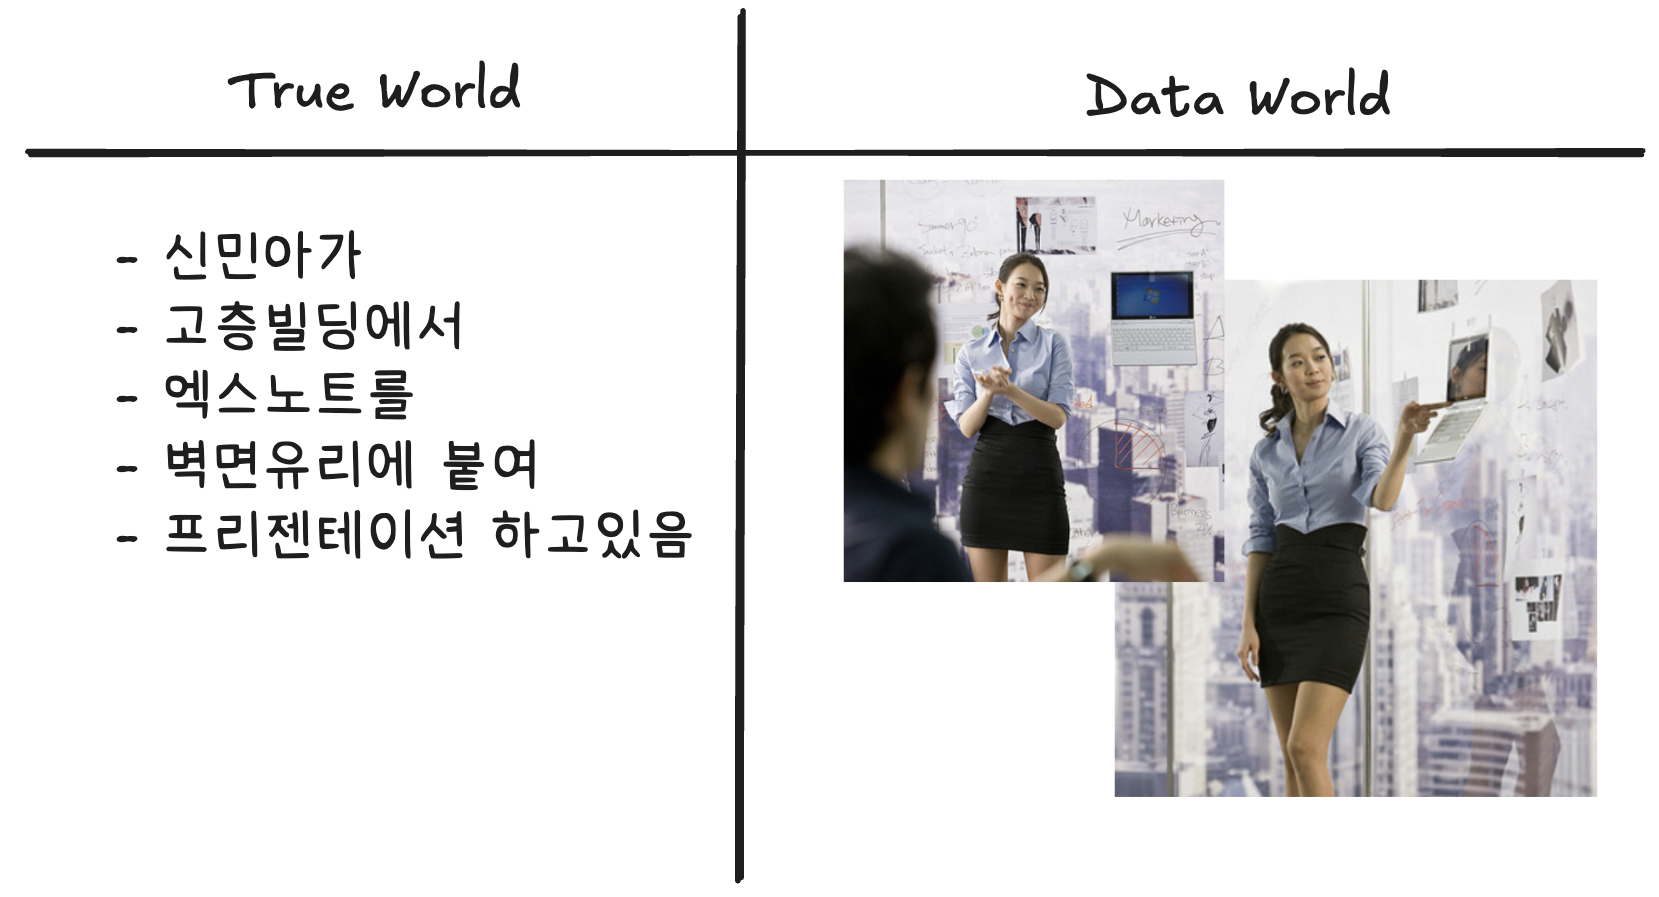 True World
Data World
- 신민아가
- 고층빌딩에서
- 엑스노트를
- 벽면유리에 붙여
- 프리젠테이션 하고있음
Marketing